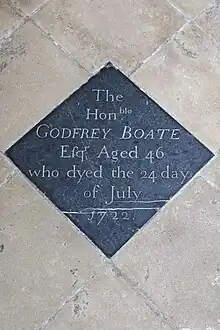 The
Honble
GODFREY BOATE
Esqr. Aged 46
who dyed the 24 day
of July
1722.